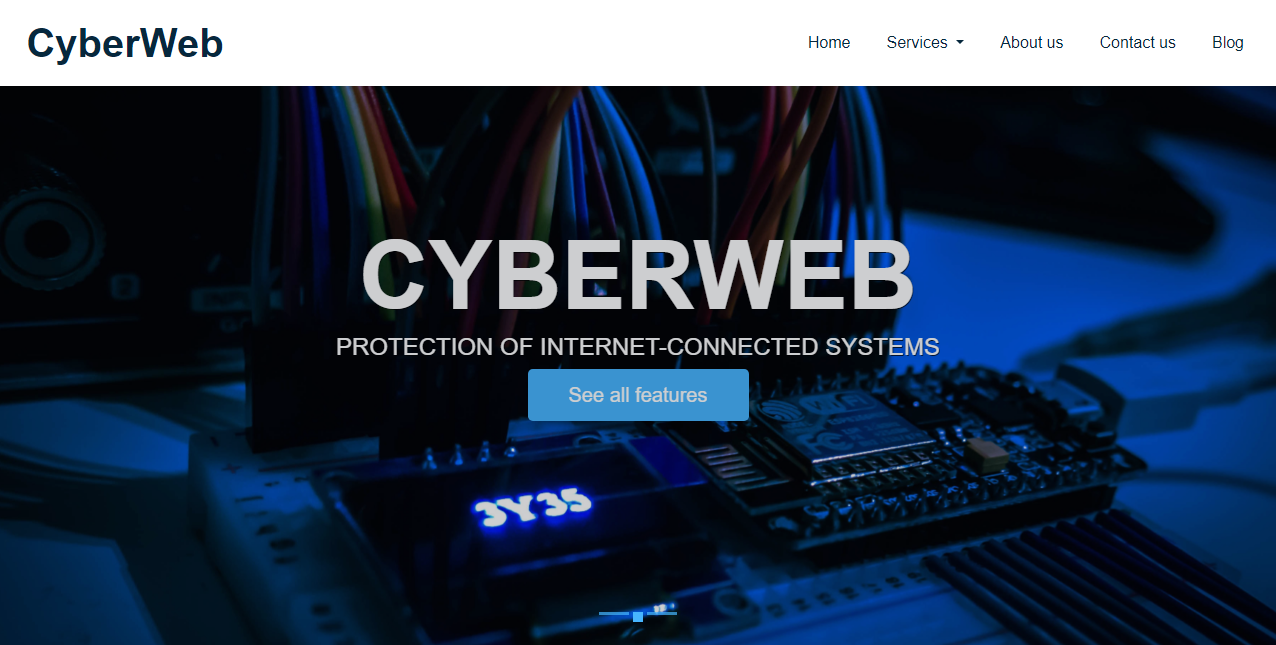 CyberWeb
Home Services About us Contact us Blog
CYBERWEB
PROTECTION OF INTERNET-CONNECTED SYSTEMS
See all features
3Y35